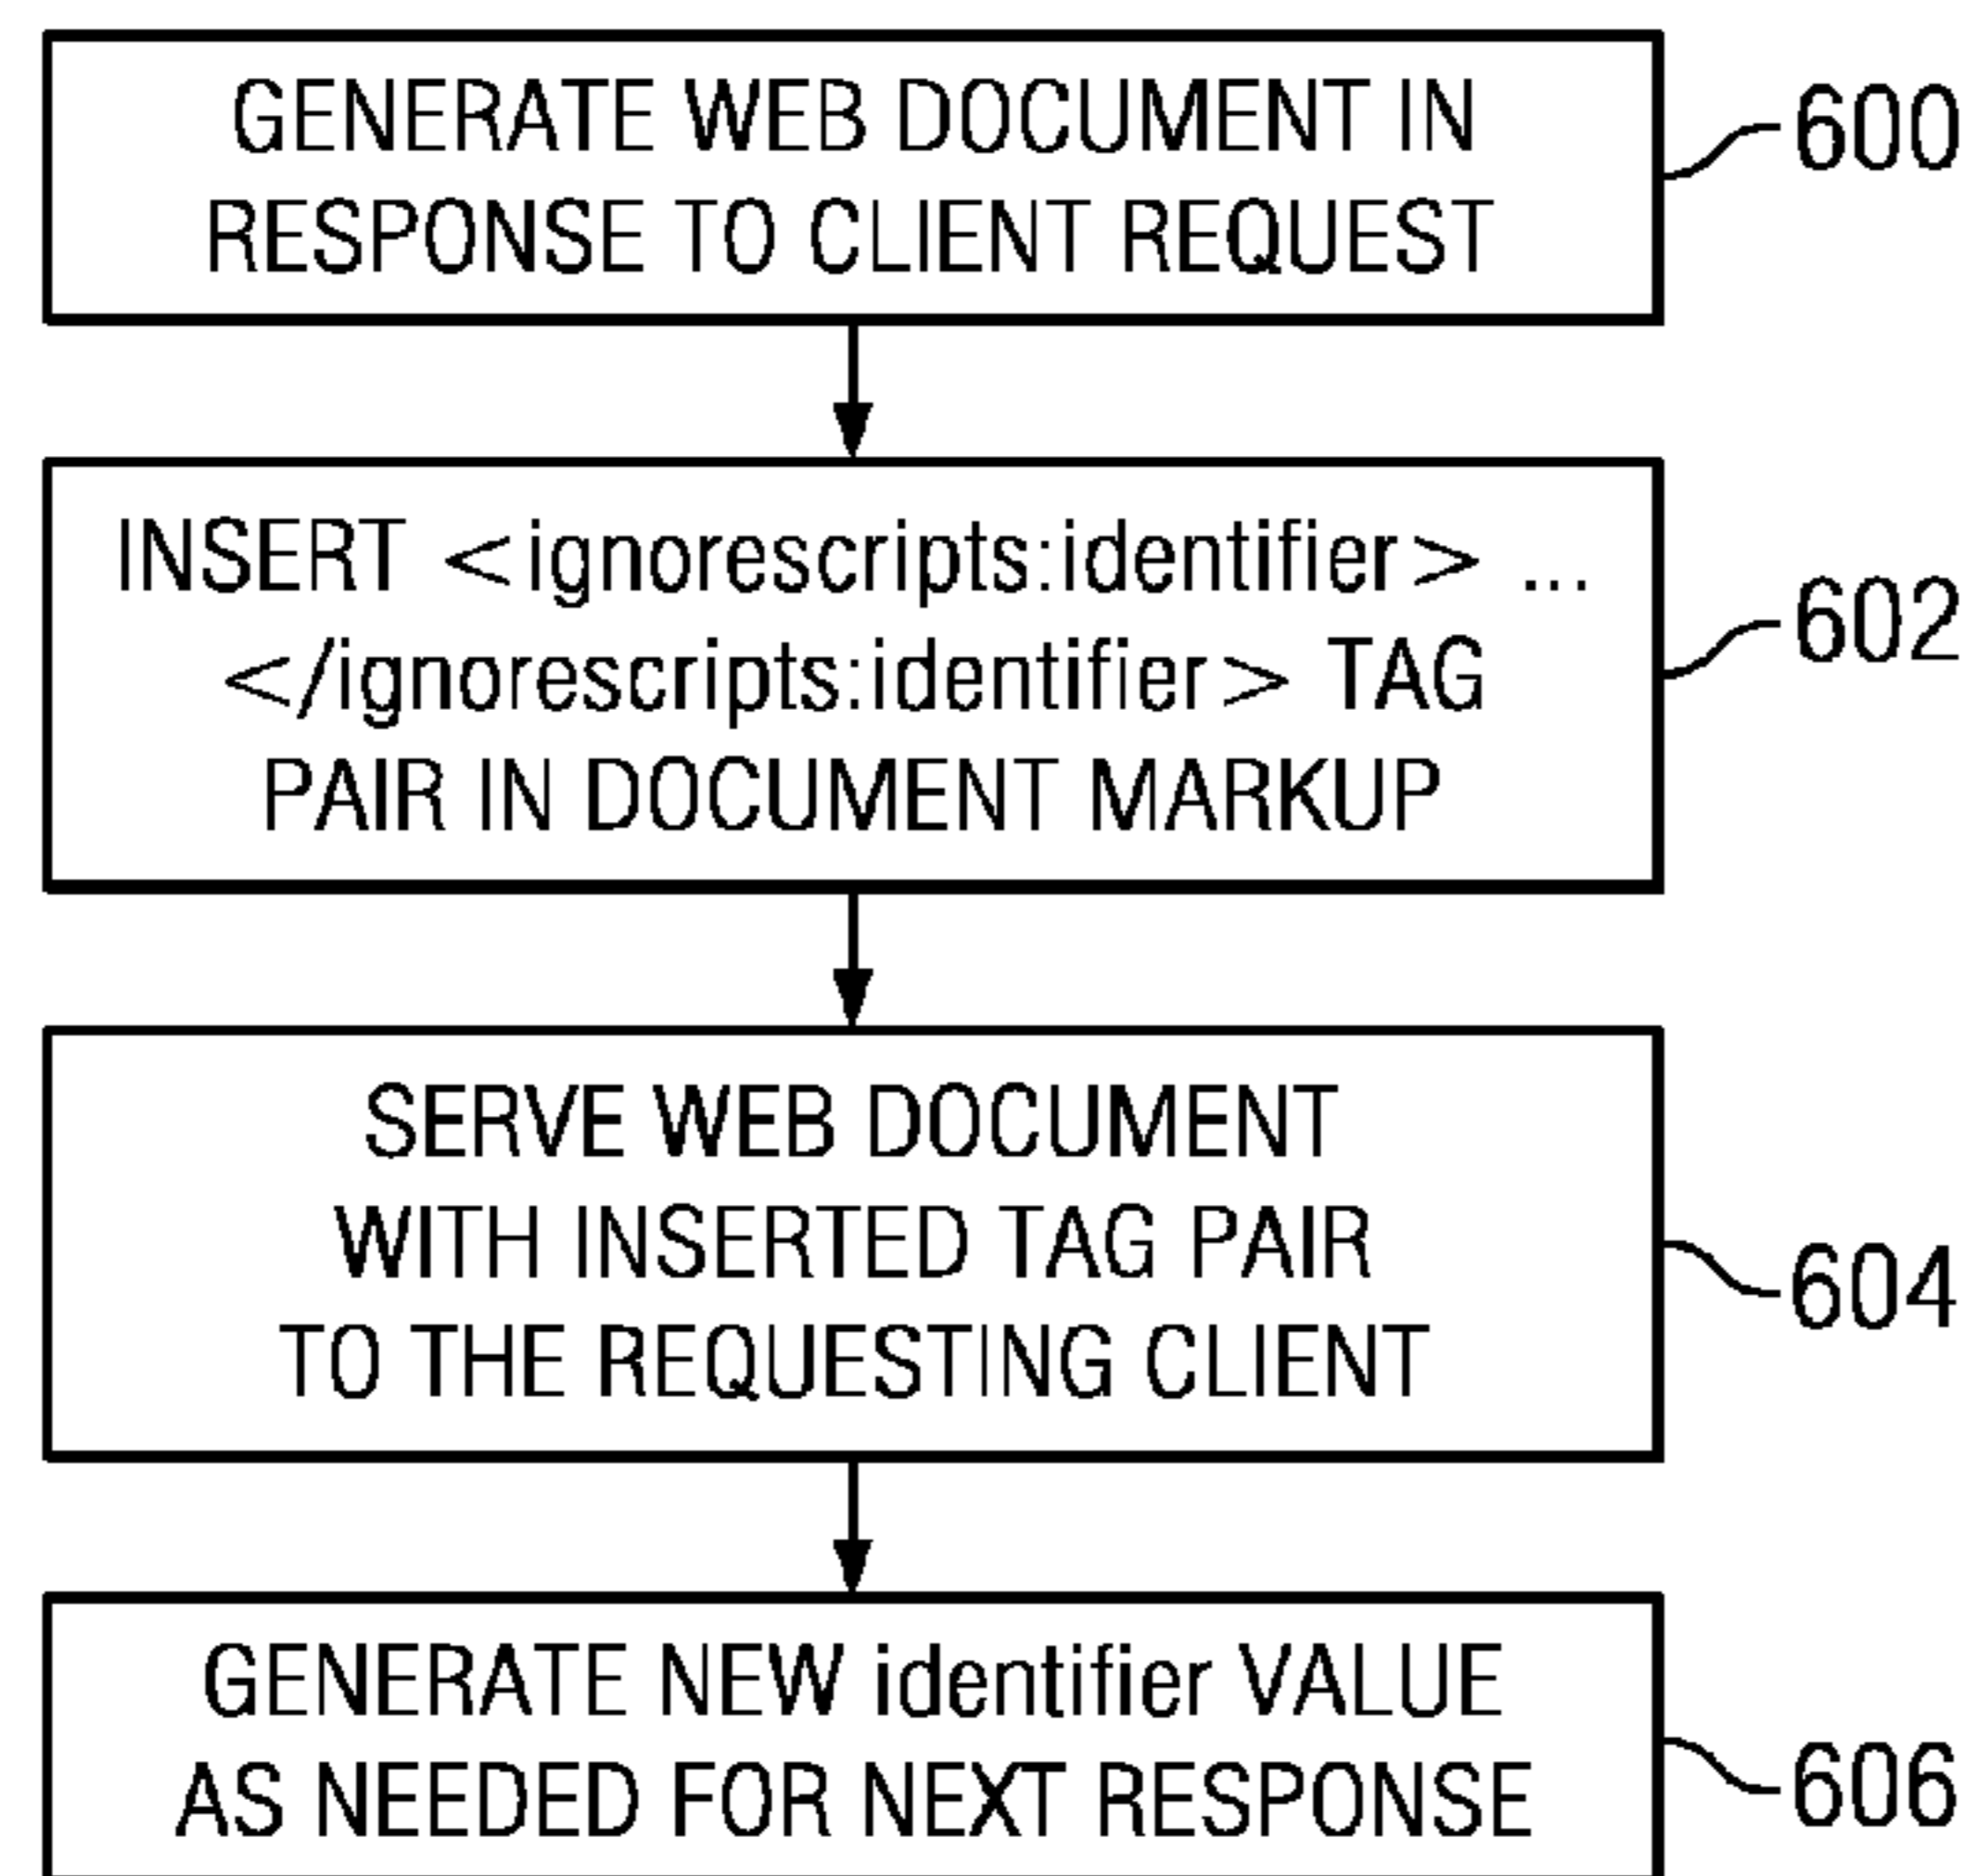 GENERATE WEB DOCUMENT IN
RESPONSE TO CLIENT REQUEST
600
INSERT <ignorescripts:identifier> ...
</ignorescripts:identifier> TAG
PAIR IN DOCUMENT MARKUP
602
SERVE WEB DOCUMENT
WITH INSERTED TAG PAIR
TO THE REQUESTING CLIENT
604
GENERATE NEW identifier VALUE
AS NEEDED FOR NEXT RESPONSE
606